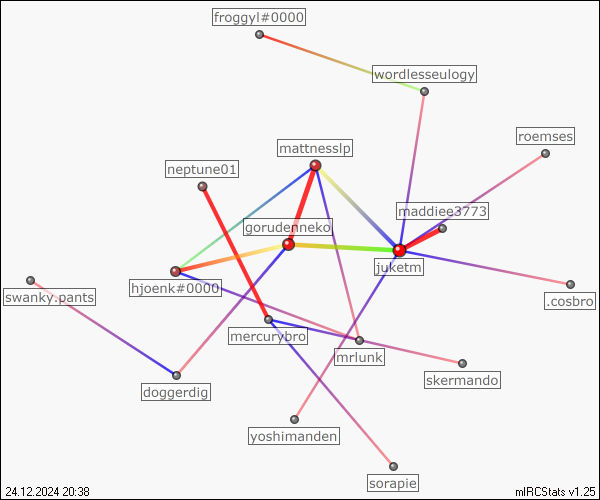 froggyl#0000
wordlesseulogy
roemses
mattnesslp
neptune01
maddiee3773
gorudenneko
juketm
hjoenk#0000
swanky.pants
.cosbro
mercurybro
mrlunk
skermando
doggerdig
yoshimanden
sorapie
24.12.2024 20:38
mIRCStats v1.25